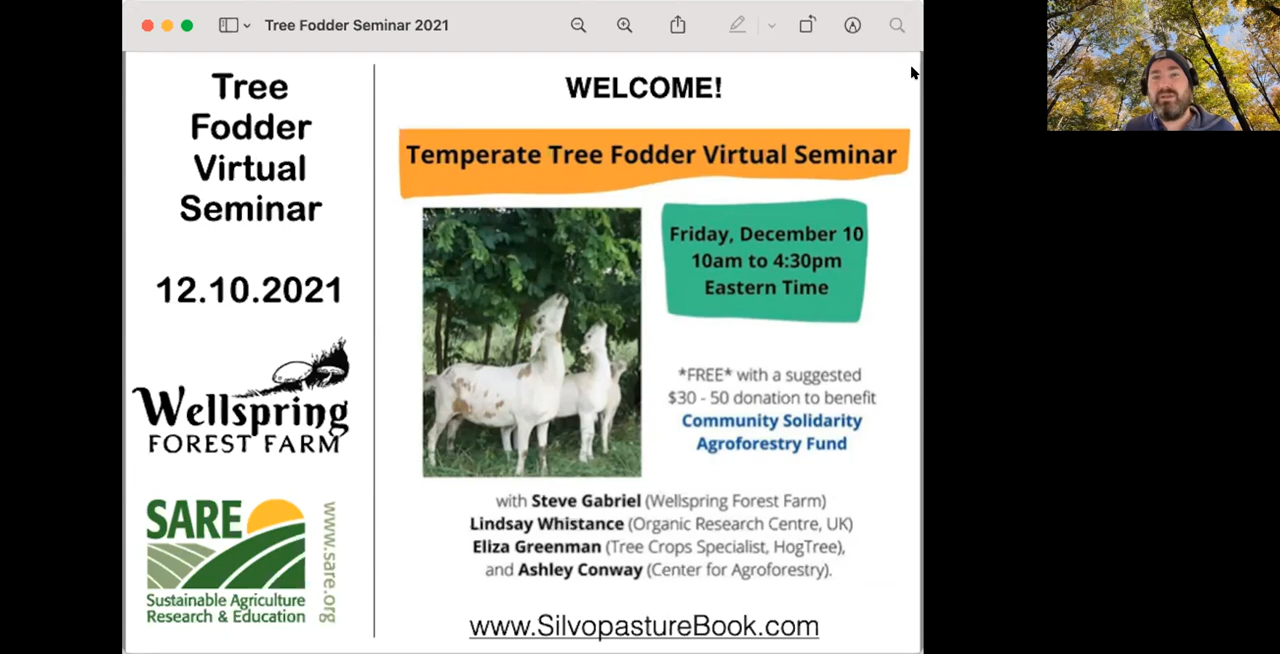 Tree Fodder Seminar 2021
Tree
Fodder
Virtual
Seminar
12.10.2021
Wellspring
FOREST FARM
SARE
www.sare.org
Sustainable Agriculture
Research & Education
WELCOME!
Temperate Tree Fodder Virtual Seminar
Friday, December 10
10am to 4:30pm
Eastern Time
*FREE* with a suggested
$30 - 50 donation to benefit
Community Solidarity
Agroforestry Fund
with Steve Gabriel (Wellspring Forest Farm)
Lindsay Whistance (Organic Research Centre, UK)
Eliza Greenman (Tree Crops Specialist, HogTree),
and Ashley Conway (Center for Agroforestry).
www.SilvopastureBook.com